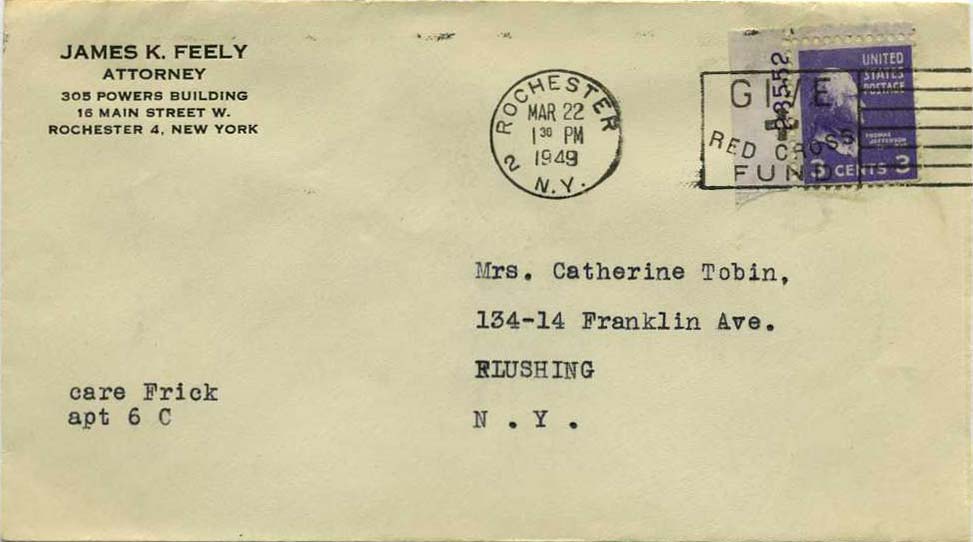 JAMES K. FEELY
ATTORNEY
305 POWERS BUILDING
16 MAIN STREET W.
ROCHESTER 4, NEW YORK
ROCHESTER 2
MAR 22
1 30 PM
1949
N.Y.
GIVE
RED CROSS
FUND
23552
UNITED
STATES
POSTAGE
THOMAS
JEFFERSON
3 CENTS 3
Mrs. Catherine Tobin,
134-14 Franklin Ave.
FLUSHING
N . Y .
care Frick
apt 6 C